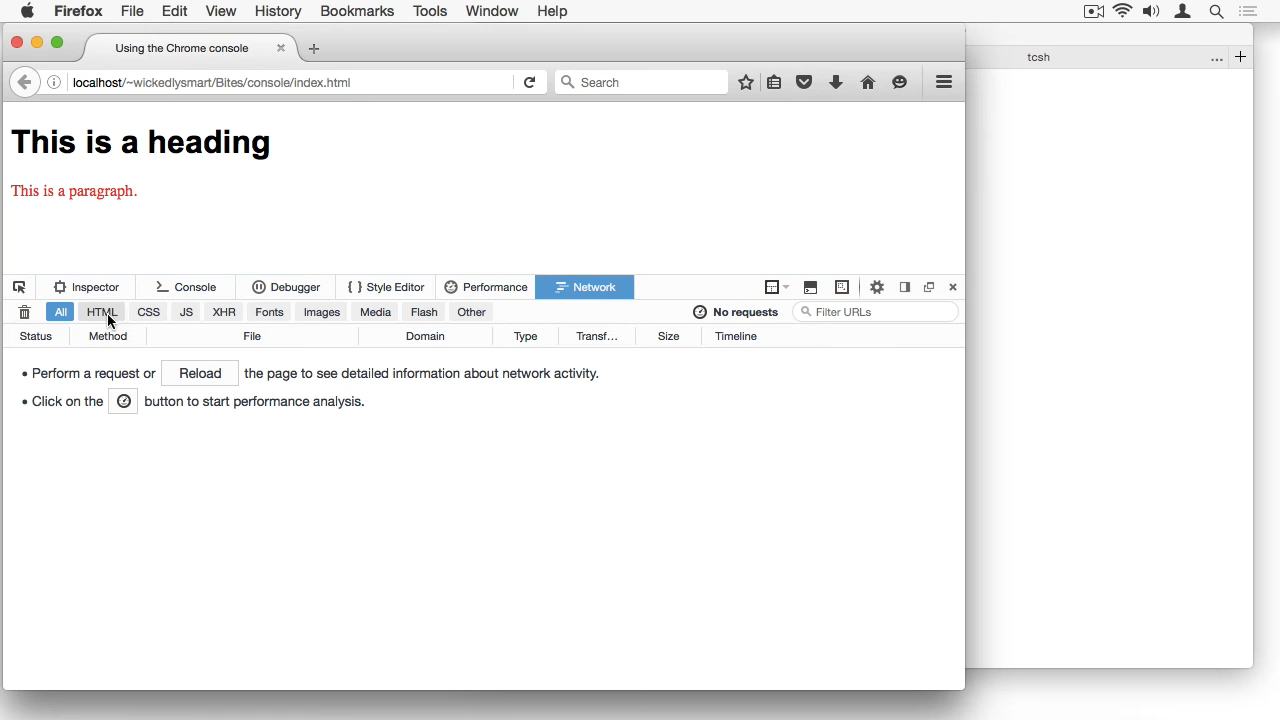 Firefox File Edit View History Bookmarks Tools Window Help
Using the Chrome console
tcsh ...
localhost/~wickedlysmart/Bites/console/index.html Search
This is a heading
This is a paragraph.
Inspector Console Debugger { } Style Editor Performance Network
All HTML CSS JS XHR Fonts Images Media Flash Other No requests Filter URLs
Status Method File Domain Type Transf... Size Timeline
• Perform a request or Reload the page to see detailed information about network activity.
• Click on the button to start performance analysis.